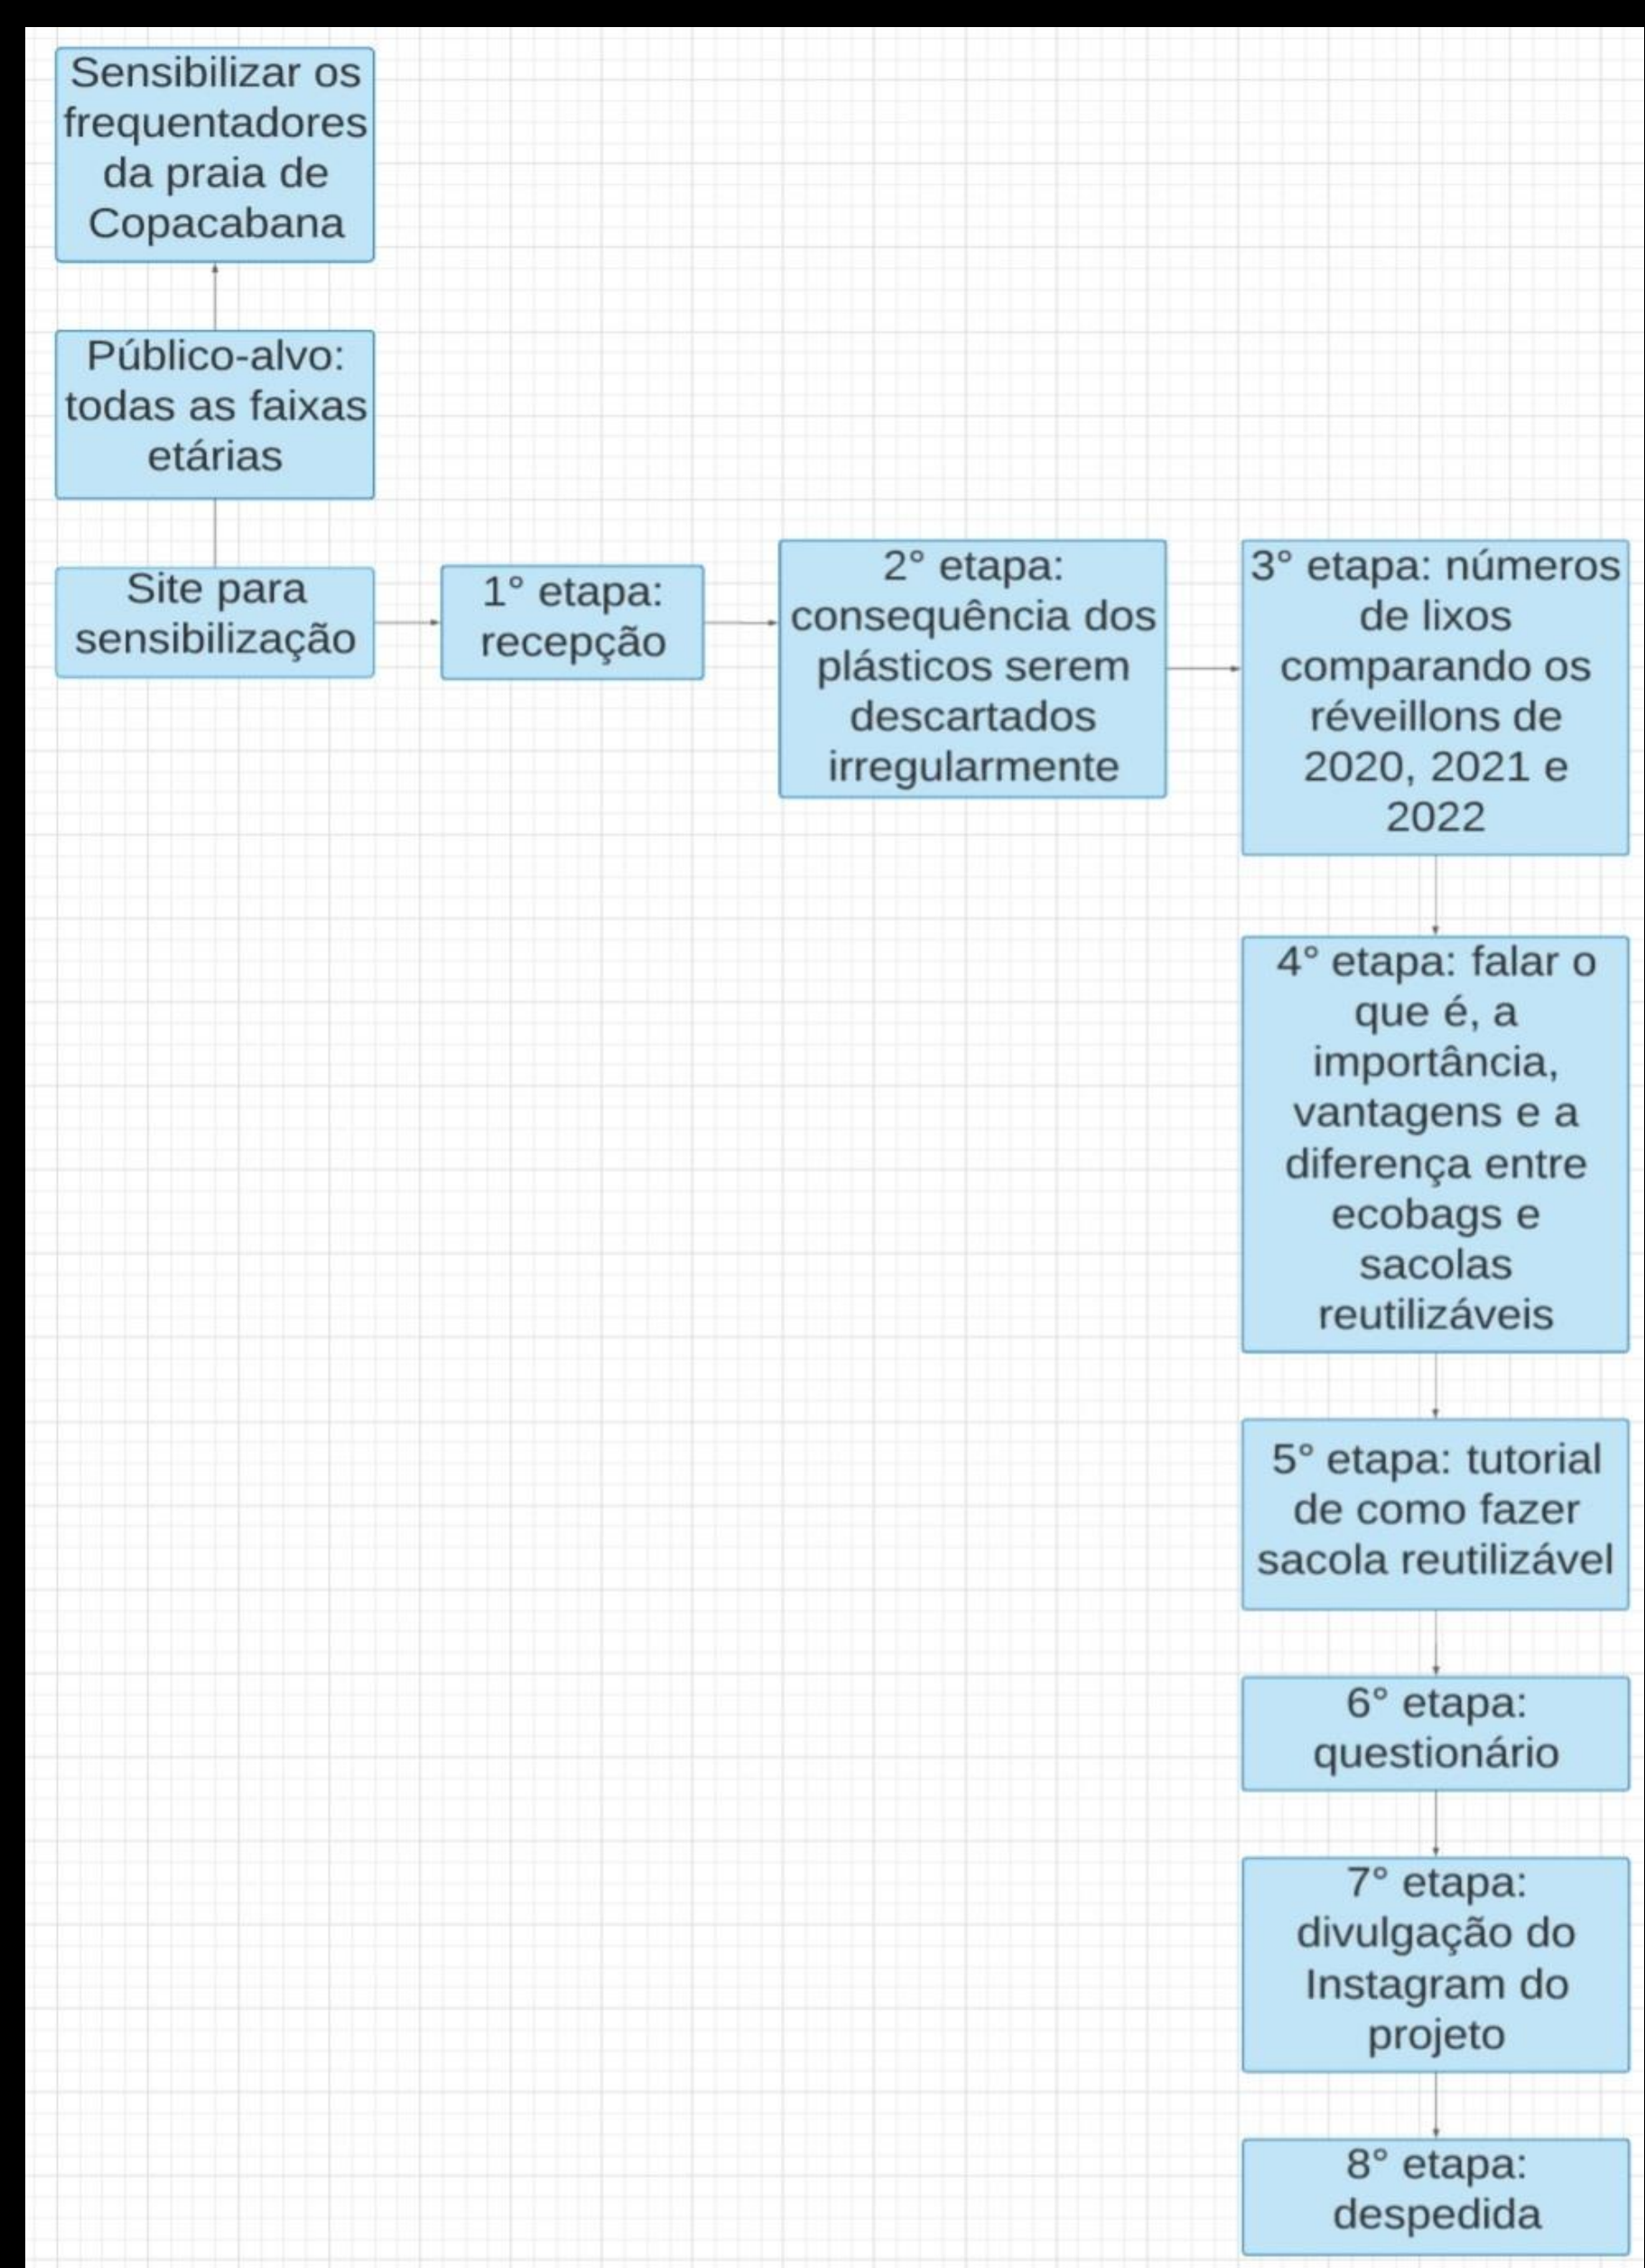 Sensibilizar os
frequentadores
da praia de
Copacabana
Público-alvo:
todas as faixas
etárias
Site para
sensibilização
1° etapa:
recepção
2° etapa:
consequência dos
plásticos serem
descartados
irregularmente
3° etapa: números
de lixos
comparando os
réveillons de
2020, 2021 e
2022
4° etapa: falar o
que é, a
importância,
vantagens e a
diferença entre
ecobags e
sacolas
reutilizáveis
5° etapa: tutorial
de como fazer
sacola reutilizável
6° etapa:
questionário
7° etapa:
divulgação do
Instagram do
projeto
8° etapa:
despedida